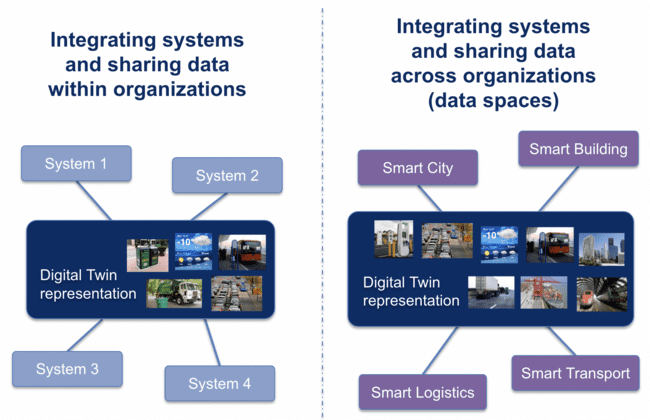 Integrating systems
and sharing data
within organizations
System 1
System 2
Digital Twin
representation
-10°
System 3
System 4
Integrating systems
and sharing data
across organizations
(data spaces)
Smart City
Smart Building
Digital Twin
representation
-10°
Smart Logistics
Smart Transport